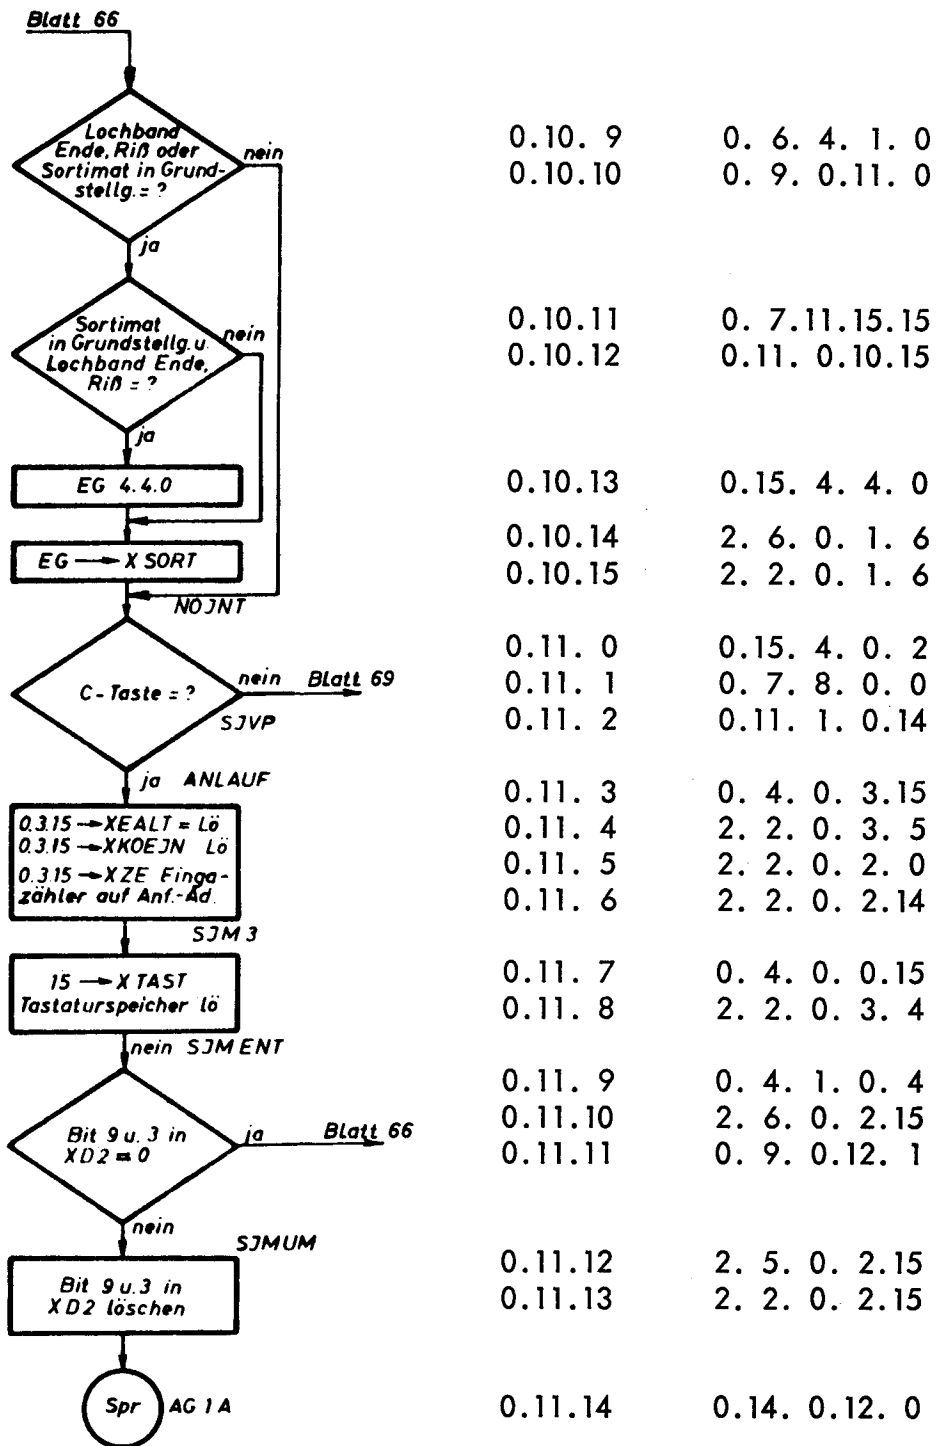 Blatt 66
Lochband
Ende, Riß oder
Sortimat in Grund-
stellg. = ?
nein
0.10. 9 0. 6. 4. 1. 0
0.10.10 0. 9. 0.11. 0
ja
Sortimat
in Grundstellg. u.
Lochband Ende,
Riß = ?
nein
0.10.11 0. 7.11.15.15
0.10.12 0.11. 0.10.15
ja
EG 4.4.0
0.10.13 0.15. 4. 4. 0
EG → X SORT
0.10.14 2. 6. 0. 1. 6
0.10.15 2. 2. 0. 1. 6
NOJNT
C-Taste = ?
nein Blatt 69
SJVP
0.11. 0 0.15. 4. 0. 2
0.11. 1 0. 7. 8. 0. 0
0.11. 2 0.11. 1. 0.14
ja ANLAUF
0.3.15 → XEALT = Lö
0.3.15 → XKOEJN Lö
0.3.15 → XZE Einga-
zähler auf Anf.-Ad.
0.11. 3 0. 4. 0. 3.15
0.11. 4 2. 2. 0. 3. 5
0.11. 5 2. 2. 0. 2. 0
0.11. 6 2. 2. 0. 2.14
SJM 3
15 → X TAST
Tastaturspeicher lö
0.11. 7 0. 4. 0. 0.15
0.11. 8 2. 2. 0. 3. 4
nein SJM ENT
Bit 9 u. 3 in
XD2 = 0
ja Blatt 66
0.11. 9 0. 4. 1. 0. 4
0.11.10 2. 6. 0. 2.15
0.11.11 0. 9. 0.12. 1
nein
SJMUM
Bit 9 u. 3 in
XD2 löschen
0.11.12 2. 5. 0. 2.15
0.11.13 2. 2. 0. 2.15
Spr AG 1 A
0.11.14 0.14. 0.12. 0